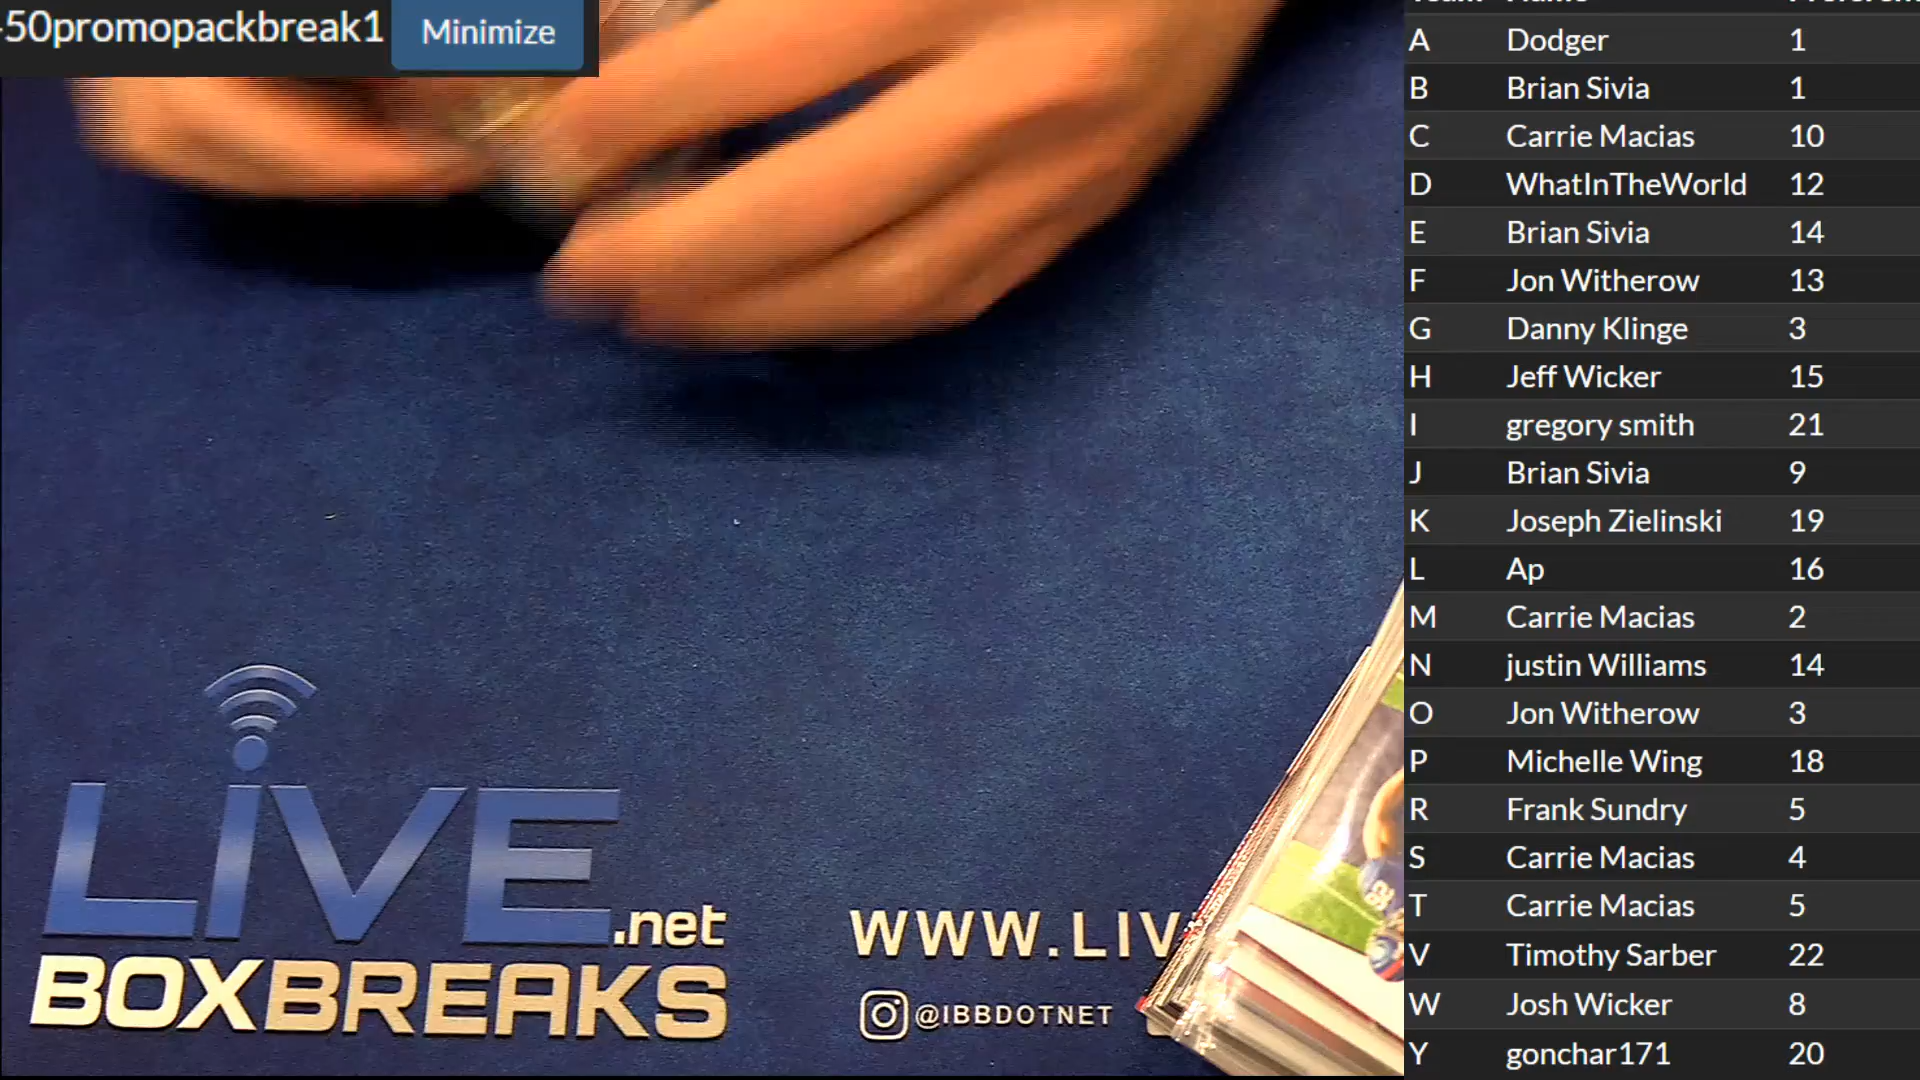 -50promopackbreak1 Minimize
A Dodger 1
B Brian Sivia 1
C Carrie Macias 10
D WhatInTheWorld 12
E Brian Sivia 14
F Jon Witherow 13
G Danny Klinge 3
H Jeff Wicker 15
I gregory smith 21
J Brian Sivia 9
K Joseph Zielinski 19
L Ap 16
M Carrie Macias 2
N justin Williams 14
O Jon Witherow 3
P Michelle Wing 18
R Frank Sundry 5
S Carrie Macias 4
T Carrie Macias 5
V Timothy Sarber 22
W Josh Wicker 8
Y gonchar171 20
LIVE.net
BOXBREAKS
WWW.LIV
@IBBDOTNET